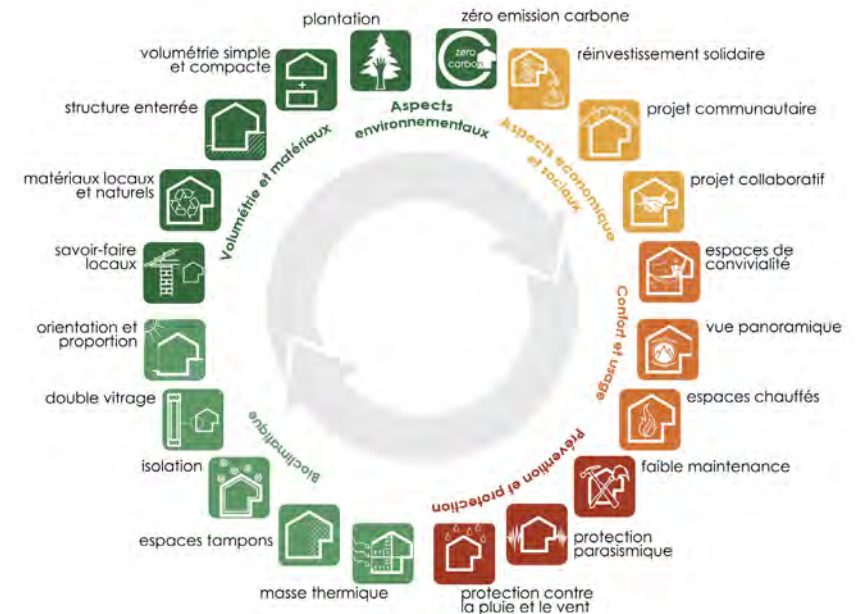 plantation
zéro emission carbone
volumétrie simple
et compacte
zero
carbon
réinvestissement solidaire
structure enterrée
Aspects
environnementaux
Aspects économique
et sociaux
projet communautaire
matériaux locaux
et naturels
Volumétrie et matériaux
projet collaboratif
savoir-faire
locaux
espaces de
convivialité
orientation et
proportion
Confort et usage
vue panoramique
double vitrage
Bioclimatique
espaces chauffés
isolation
Prévention et protection
faible maintenance
espaces tampons
protection
parasismique
masse thermique
protection contre
la pluie et le vent